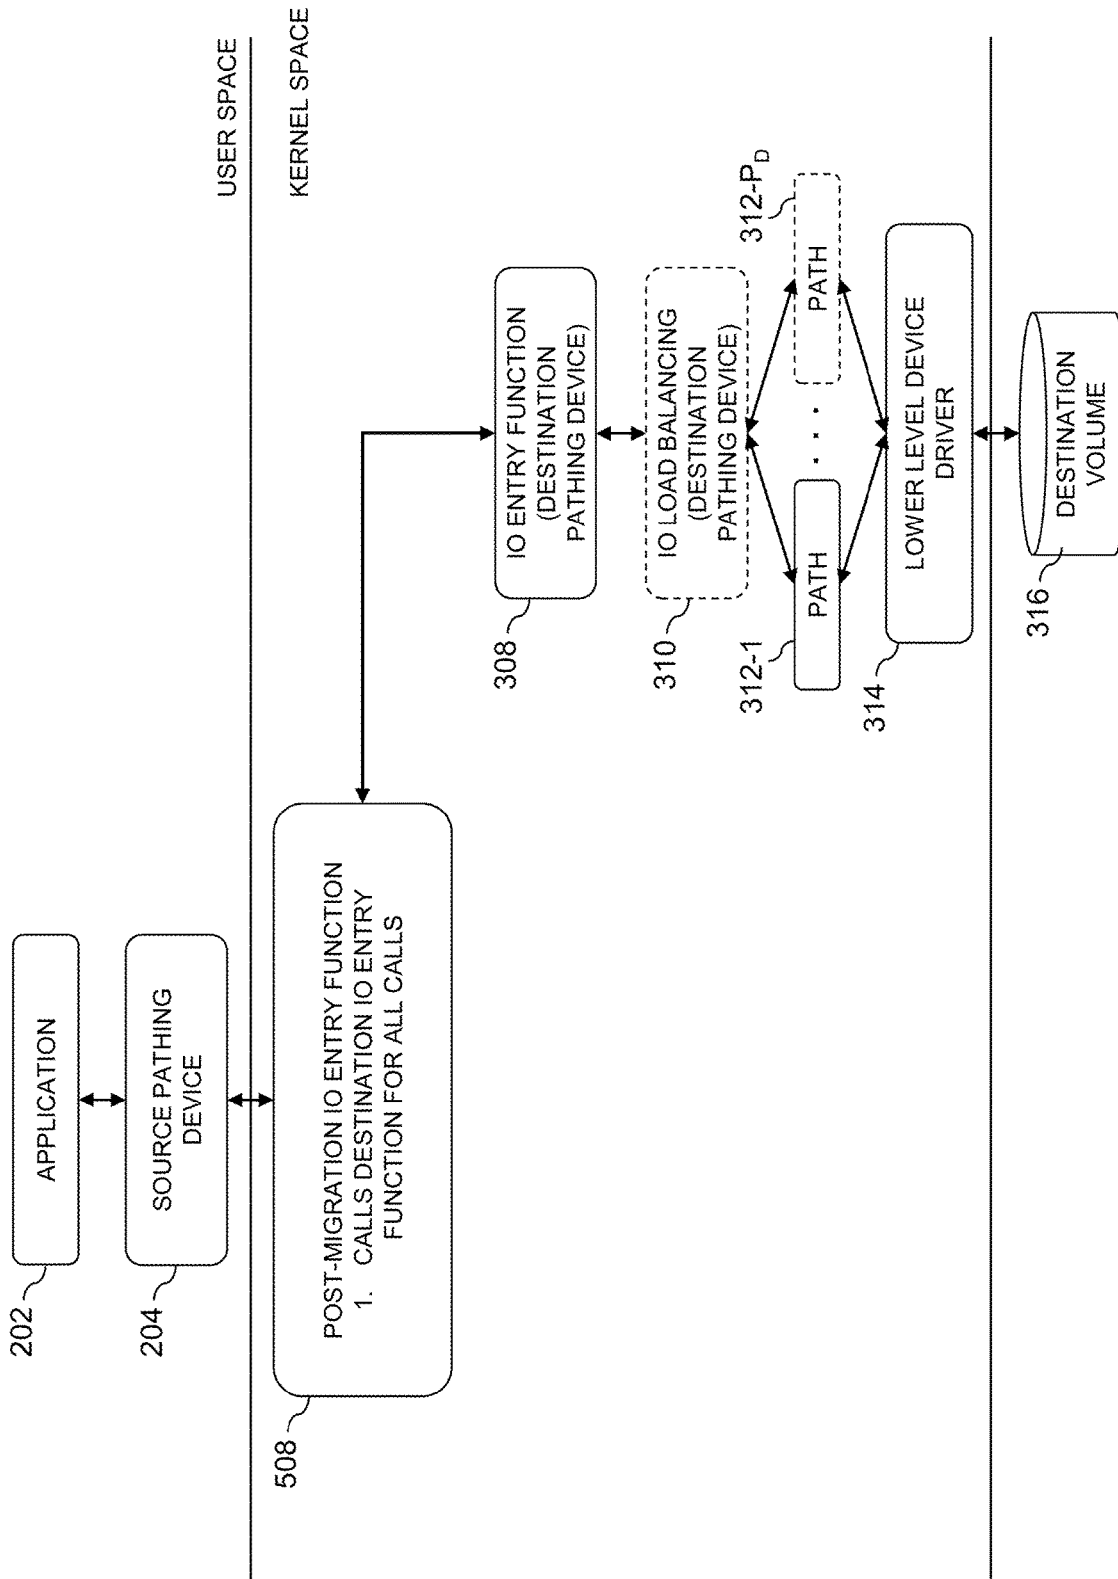 USER SPACE
KERNEL SPACE
APPLICATION
202
SOURCE PATHING
DEVICE
204
POST-MIGRATION IO ENTRY FUNCTION
1. CALLS DESTINATION IO ENTRY
FUNCTION FOR ALL CALLS
508
IO ENTRY FUNCTION
(DESTINATION
PATHING DEVICE)
308
IO LOAD BALANCING
(DESTINATION
PATHING DEVICE)
310
PATH
312-1
. . .
PATH
312-P_D
LOWER LEVEL DEVICE
DRIVER
314
DESTINATION
VOLUME
316